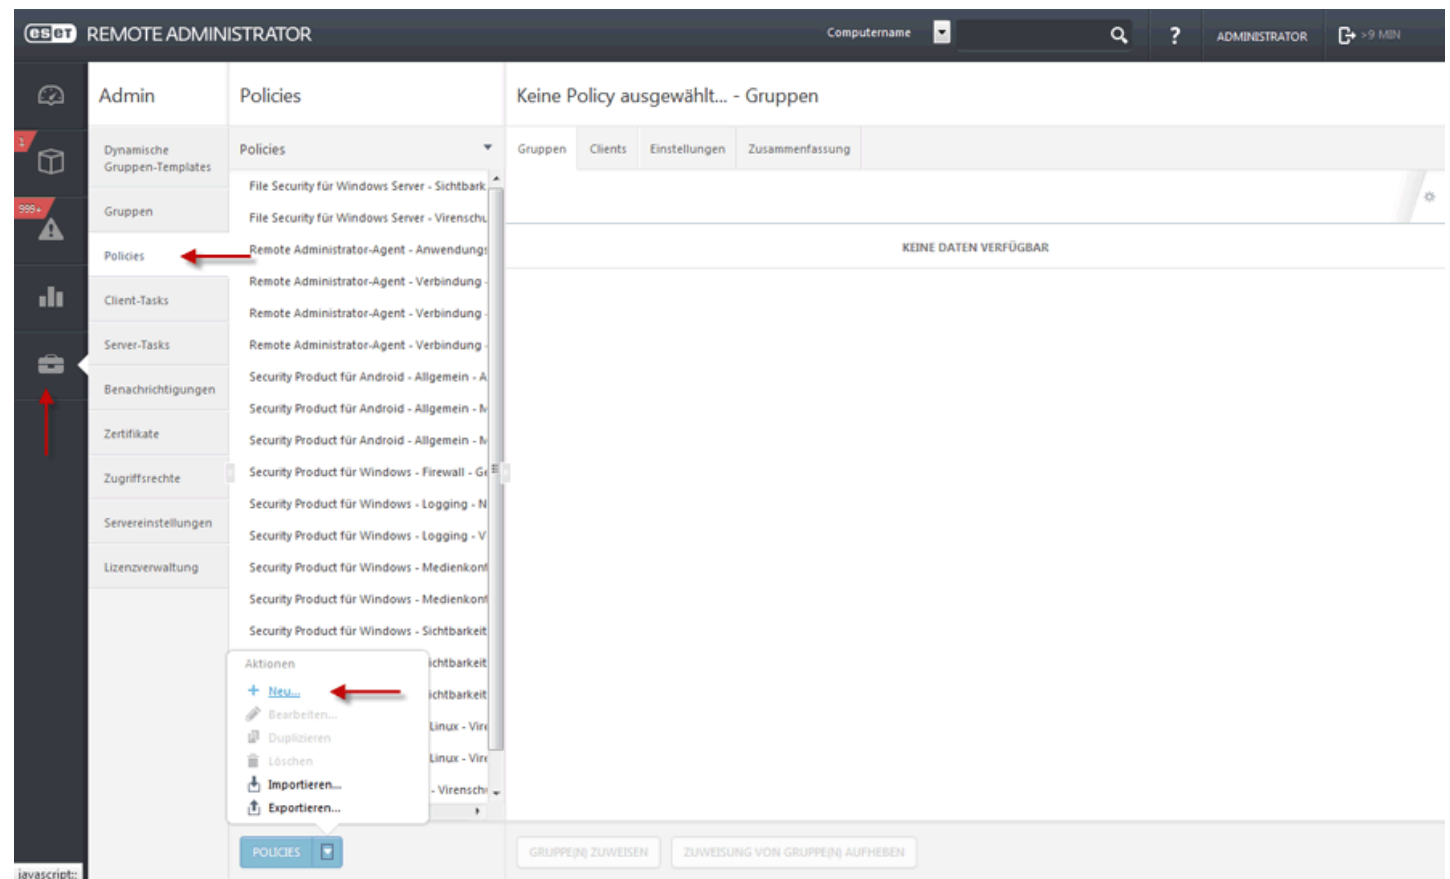 eset REMOTE ADMINISTRATOR
Computername
?
ADMINISTRATOR
>9 MIN
Admin
Policies
Keine Policy ausgewählt... - Gruppen
1
999+
Dynamische
Gruppen-Templates
Gruppen
Policies
Client-Tasks
Server-Tasks
Benachrichtigungen
Zertifikate
Zugriffsrechte
Servereinstellungen
Lizenzverwaltung
Policies
File Security für Windows Server - Sichtbark
File Security für Windows Server - Virenschu
Remote Administrator-Agent - Anwendungs
Remote Administrator-Agent - Verbindung -
Remote Administrator-Agent - Verbindung -
Remote Administrator-Agent - Verbindung -
Security Product für Android - Allgemein - A
Security Product für Android - Allgemein - M
Security Product für Android - Allgemein - M
Security Product für Windows - Firewall - Ge
Security Product für Windows - Logging - N
Security Product für Windows - Logging - V
Security Product für Windows - Medienkont
Security Product für Windows - Medienkont
Security Product für Windows - Sichtbarkeit
ichtbarkeit
ichtbarkeit
Linux - Vire
Linux - Vire
- Virenschu
Aktionen
Neu...
Bearbeiten...
Duplizieren
Löschen
Importieren...
Exportieren...
POLICIES
Gruppen Clients Einstellungen Zusammenfassung
KEINE DATEN VERFÜGBAR
GRUPPE(N) ZUWEISEN
ZUWEISUNG VON GRUPPE(N) AUFHEBEN
javascript:;